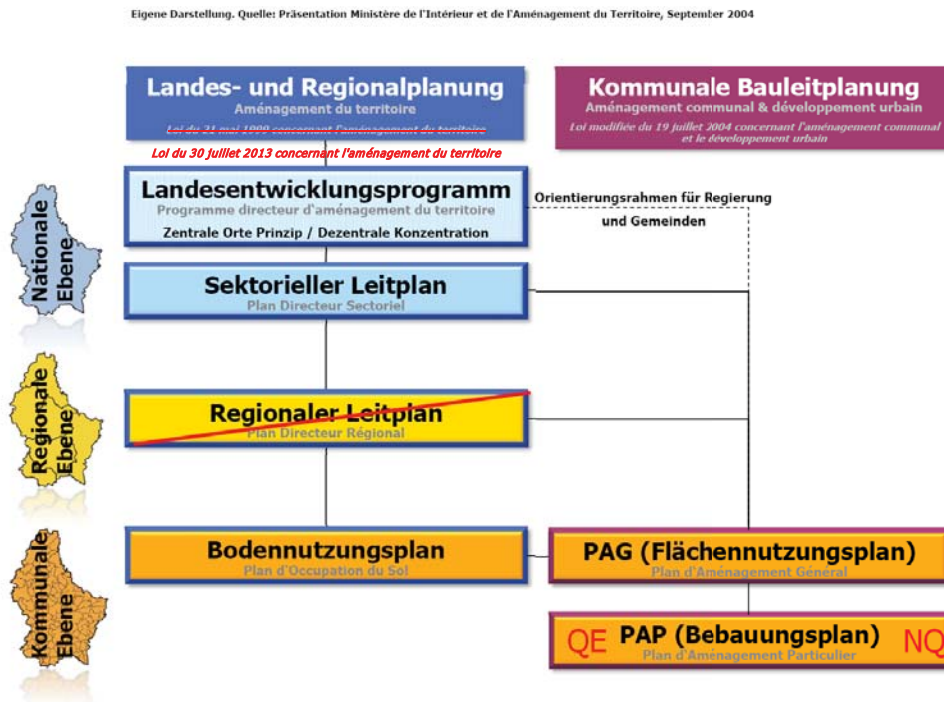 Eigene Darstellung. Quelle: Präsentation Ministère de l'Intérieur et de l'Aménagement du Territoire, September 2004
Landes- und Regionalplanung
Aménagement du territoire
Loi du 21 mai 1999 concernant l'aménagement du territoire
Loi du 30 juillet 2013 concernant l'aménagement du territoire
Kommunale Bauleitplanung
Aménagement communal & développement urbain
Loi modifiée du 19 juillet 2004 concernant l'aménagement communal
et le développement urbain
Nationale
Ebene
Landesentwicklungsprogramm
Programme directeur d'aménagement du territoire
Zentrale Orte Prinzip / Dezentrale Konzentration
Orientierungsrahmen für Regierung
und Gemeinden
Sektorieller Leitplan
Plan Directeur Sectoriel
Regionale
Ebene
Regionaler Leitplan
Plan Directeur Régional
Kommunale
Ebene
Bodennutzungsplan
Plan d'Occupation du Sol
PAG (Flächennutzungsplan)
Plan d'Aménagement Général
QE PAP (Bebauungsplan) NQ
Plan d'Aménagement Particulier